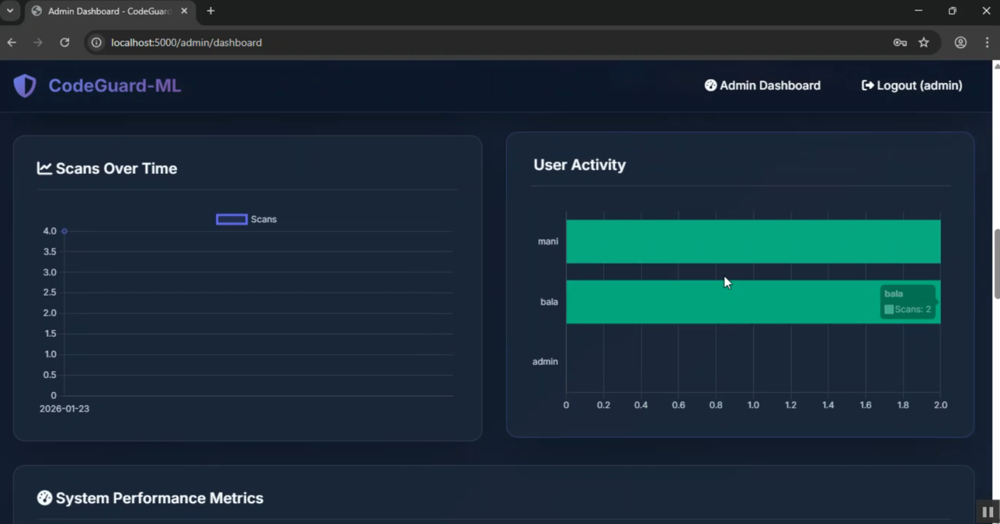 Admin Dashboard - CodeGuard
localhost:5000/admin/dashboard
CodeGuard-ML
Admin Dashboard
Logout (admin)
Scans Over Time
Scans
4.0
3.5
3.0
2.5
2.0
1.5
1.0
0.5
0
2026-01-23
User Activity
mani
bala
admin
bala
Scans: 2
0 0.2 0.4 0.6 0.8 1.0 1.2 1.4 1.6 1.8 2.0
System Performance Metrics